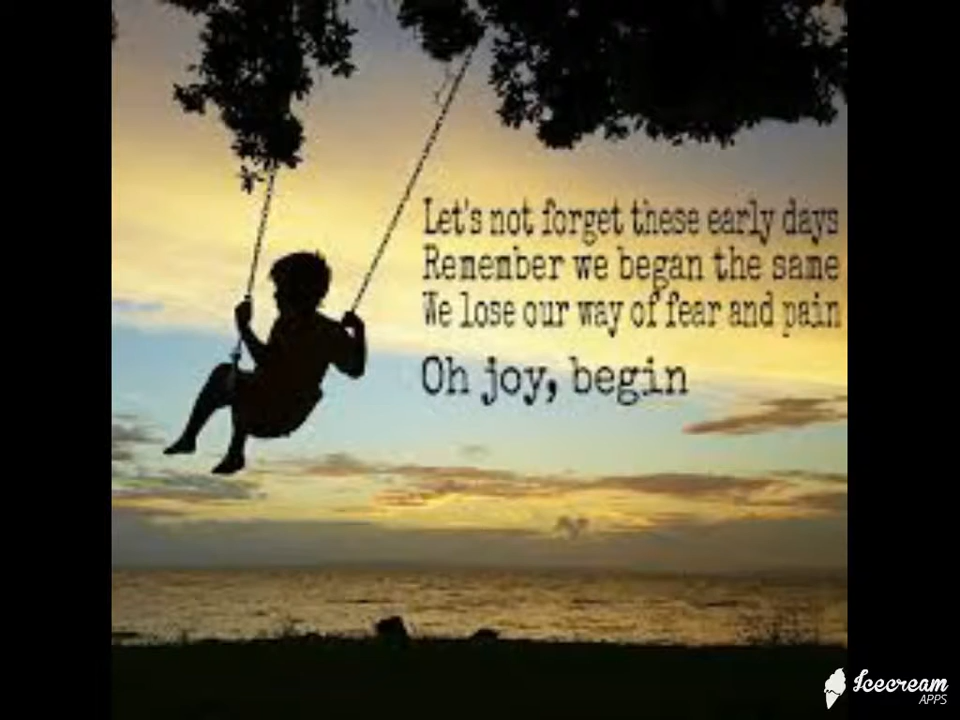 Let's not forget these early days
Remember we began the same
We lose our way of fear and pain
Oh joy, begin
Icecream
APPS